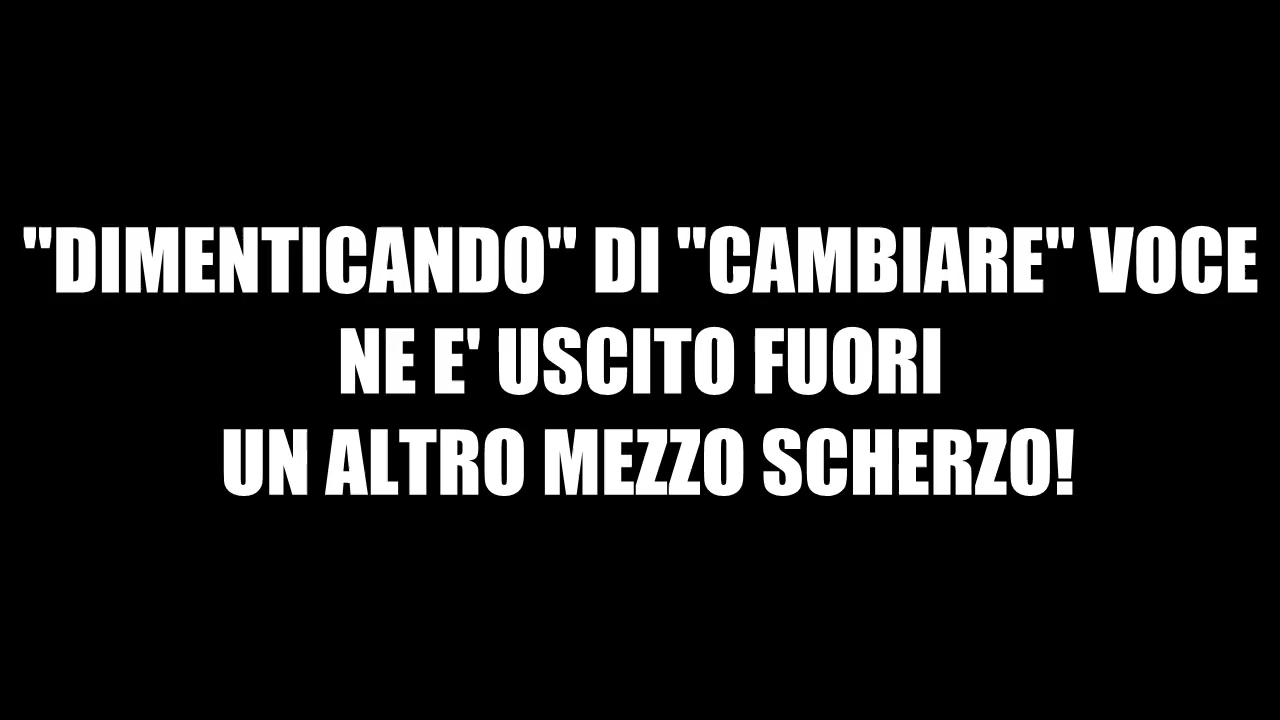 "DIMENTICANDO" DI "CAMBIARE" VOCE
NE E' USCITO FUORI
UN ALTRO MEZZO SCHERZO!